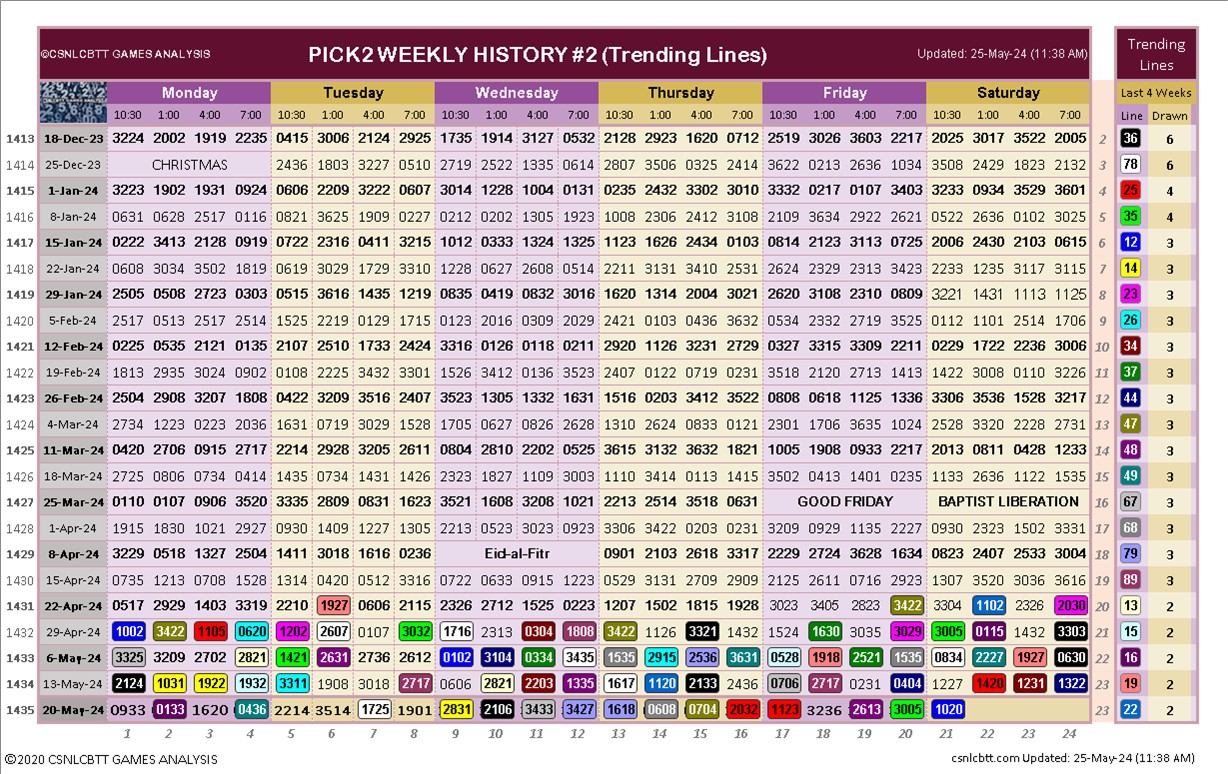 Trending
©CSNLCBTT GAMES ANALYSIS PICK2 WEEKLY HISTORY #2 (Trending Lines) Updated: 25-May-24 (11:38 AM)
Lines
Monday Tuesday Wednesday Thursday Friday Saturday Last 4 Weeks
10:30 1:00 4:00 7:00 10:30 1:00 4:00 7:00 10:30 1:00 4:00 7:00 10:30 1:00 4:00 7:00 10:30 1:00 4:00 7:00 10:30 1:00 4:00 7:00 Line Drawn
1413 18-Dec-23 3224 2002 1919 2235 0415 3006 2124 2925 1735 1914 3127 0532 2128 2923 1620 0712 2519 3026 3603 2217 2025 3017 3522 2005 2 36 6
1414 25-Dec-23 CHRISTMAS 2436 1803 3227 0510 2719 2522 1335 0614 2807 3506 0325 2414 3622 0213 2636 1034 3508 2429 1823 2132 3 78 6
1415 1-Jan-24 3223 1902 1931 0924 0606 2209 3222 0607 3014 1228 1004 0131 0235 2432 3302 3010 3332 0217 0107 3403 3233 0934 3529 3601 4 25 4
1416 8-Jan-24 0631 0628 2517 0116 0821 3625 1909 0227 0212 0202 1305 1923 1008 2306 2412 3108 2109 3634 2922 2621 0522 2636 0102 3025 5 35 4
1417 15-Jan-24 0222 3413 2128 0919 0722 2316 0411 3215 1012 0333 1324 1325 1123 1626 2434 0103 0814 2123 3113 0725 2006 2430 2103 0615 6 12 3
1418 22-Jan-24 0608 3034 3502 1819 0619 3029 1729 3311 1228 0627 2608 0514 2211 3131 3410 2531 2624 2329 2313 3423 2233 1235 3117 3115 7 14 3
1419 29-Jan-24 2505 0508 2723 0303 0515 3616 1435 1210 0835 0419 0832 3016 1620 1314 2004 3021 2620 3108 2310 0809 3221 1431 1113 1125 8 23 3
1420 5-Feb-24 2517 0513 2517 2514 1525 2219 0129 1715 0123 2016 0309 2029 2421 0103 0436 3632 0534 2332 2719 3525 0112 1101 2514 1706 9 26 3
1421 12-Feb-24 0225 0535 2121 0135 2107 2510 1733 2424 3316 0126 0118 0211 2920 1126 3231 2729 0327 3315 3309 2211 0229 1722 2236 3006 10 34 3
1422 19-Feb-24 1813 2935 3024 0902 0108 2225 3432 3301 1526 3412 0136 3523 2407 0122 0719 0231 3518 2120 2713 1413 1422 3008 0110 3226 11 37 3
1423 26-Feb-24 2504 2908 3207 1808 0422 3209 3516 2407 3523 1305 1332 1631 1516 0203 3412 3522 0808 0618 1125 1336 3306 3536 1528 3217 12 44 3
1424 4-Mar-24 2734 1223 0223 2036 1631 0719 3029 1528 1705 0627 0826 2628 1310 2624 0833 0121 2301 1706 3635 1024 2528 3320 2228 2731 13 47 3
1425 11-Mar-24 0420 2706 0915 2717 2214 2928 3205 2611 0804 2810 2202 0525 3615 3132 3632 1821 1005 1908 0933 2217 2013 0811 0428 1233 14 48 3
1426 18-Mar-24 2725 0806 0734 0414 1435 0734 1431 1422 2323 1827 1109 3003 1110 3414 0113 1415 3502 0413 1401 0235 1133 2636 1122 1535 15 49 3
1427 25-Mar-24 0110 0107 0906 3520 3335 2809 0831 1623 3521 1608 3208 1021 2213 2514 3518 0631 GOOD FRIDAY BAPTIST LIBERATION 16 67 3
1428 1-Apr-24 1915 1830 1021 2927 0930 1409 1227 1305 2213 0523 3023 0923 3306 3422 0203 0231 3209 0929 1135 2227 0930 2323 1502 3331 17 68 3
1429 8-Apr-24 3229 0518 1327 2504 1411 3018 1616 0236 Eid-al-Fitr 0901 2103 2618 3317 2229 2724 3628 1634 0823 2407 2533 3004 18 79 3
1430 15-Apr-24 0735 1213 0708 1528 1314 0420 0512 3316 0722 0633 0915 1223 0529 3131 2709 2909 2125 2611 0716 2923 1307 3520 3036 3616 19 89 3
1431 22-Apr-24 0517 2929 1403 3319 2210 1927 0606 2115 2326 2712 1525 0223 1207 1502 1815 1928 3023 3405 2823 3422 3304 1102 2326 2030 20 13 2
1432 29-Apr-24 1002 3422 1105 0620 1202 2607 0107 3032 1716 2313 0304 1808 3422 1126 3321 1432 1524 1630 3035 3029 3005 0115 1432 3303 21 15 2
1433 6-May-24 3325 3209 2702 2821 1421 2631 2736 2612 0102 3104 0334 3435 1535 2915 2536 3631 0528 1918 2521 1535 0834 2227 1927 0630 22 16 2
1434 13-May-24 2124 1031 1922 1932 3311 1908 3018 2717 0606 2821 2203 1335 1617 1120 2133 2436 0706 2717 0231 0404 1227 1420 1231 1322 23 19 2
1435 20-May-24 0933 0133 1620 0436 2214 3514 1725 1901 2831 2106 3433 3427 1618 0608 0704 2032 1123 3236 2613 3005 1020 23 22 2
1 2 3 4 5 6 7 8 9 10 11 12 13 14 15 16 17 18 19 20 21 22 23 24
©2020 CSNLCBTT GAMES ANALYSIS csnlcbtt.com Updated: 25-May-24 (11:38 AM)